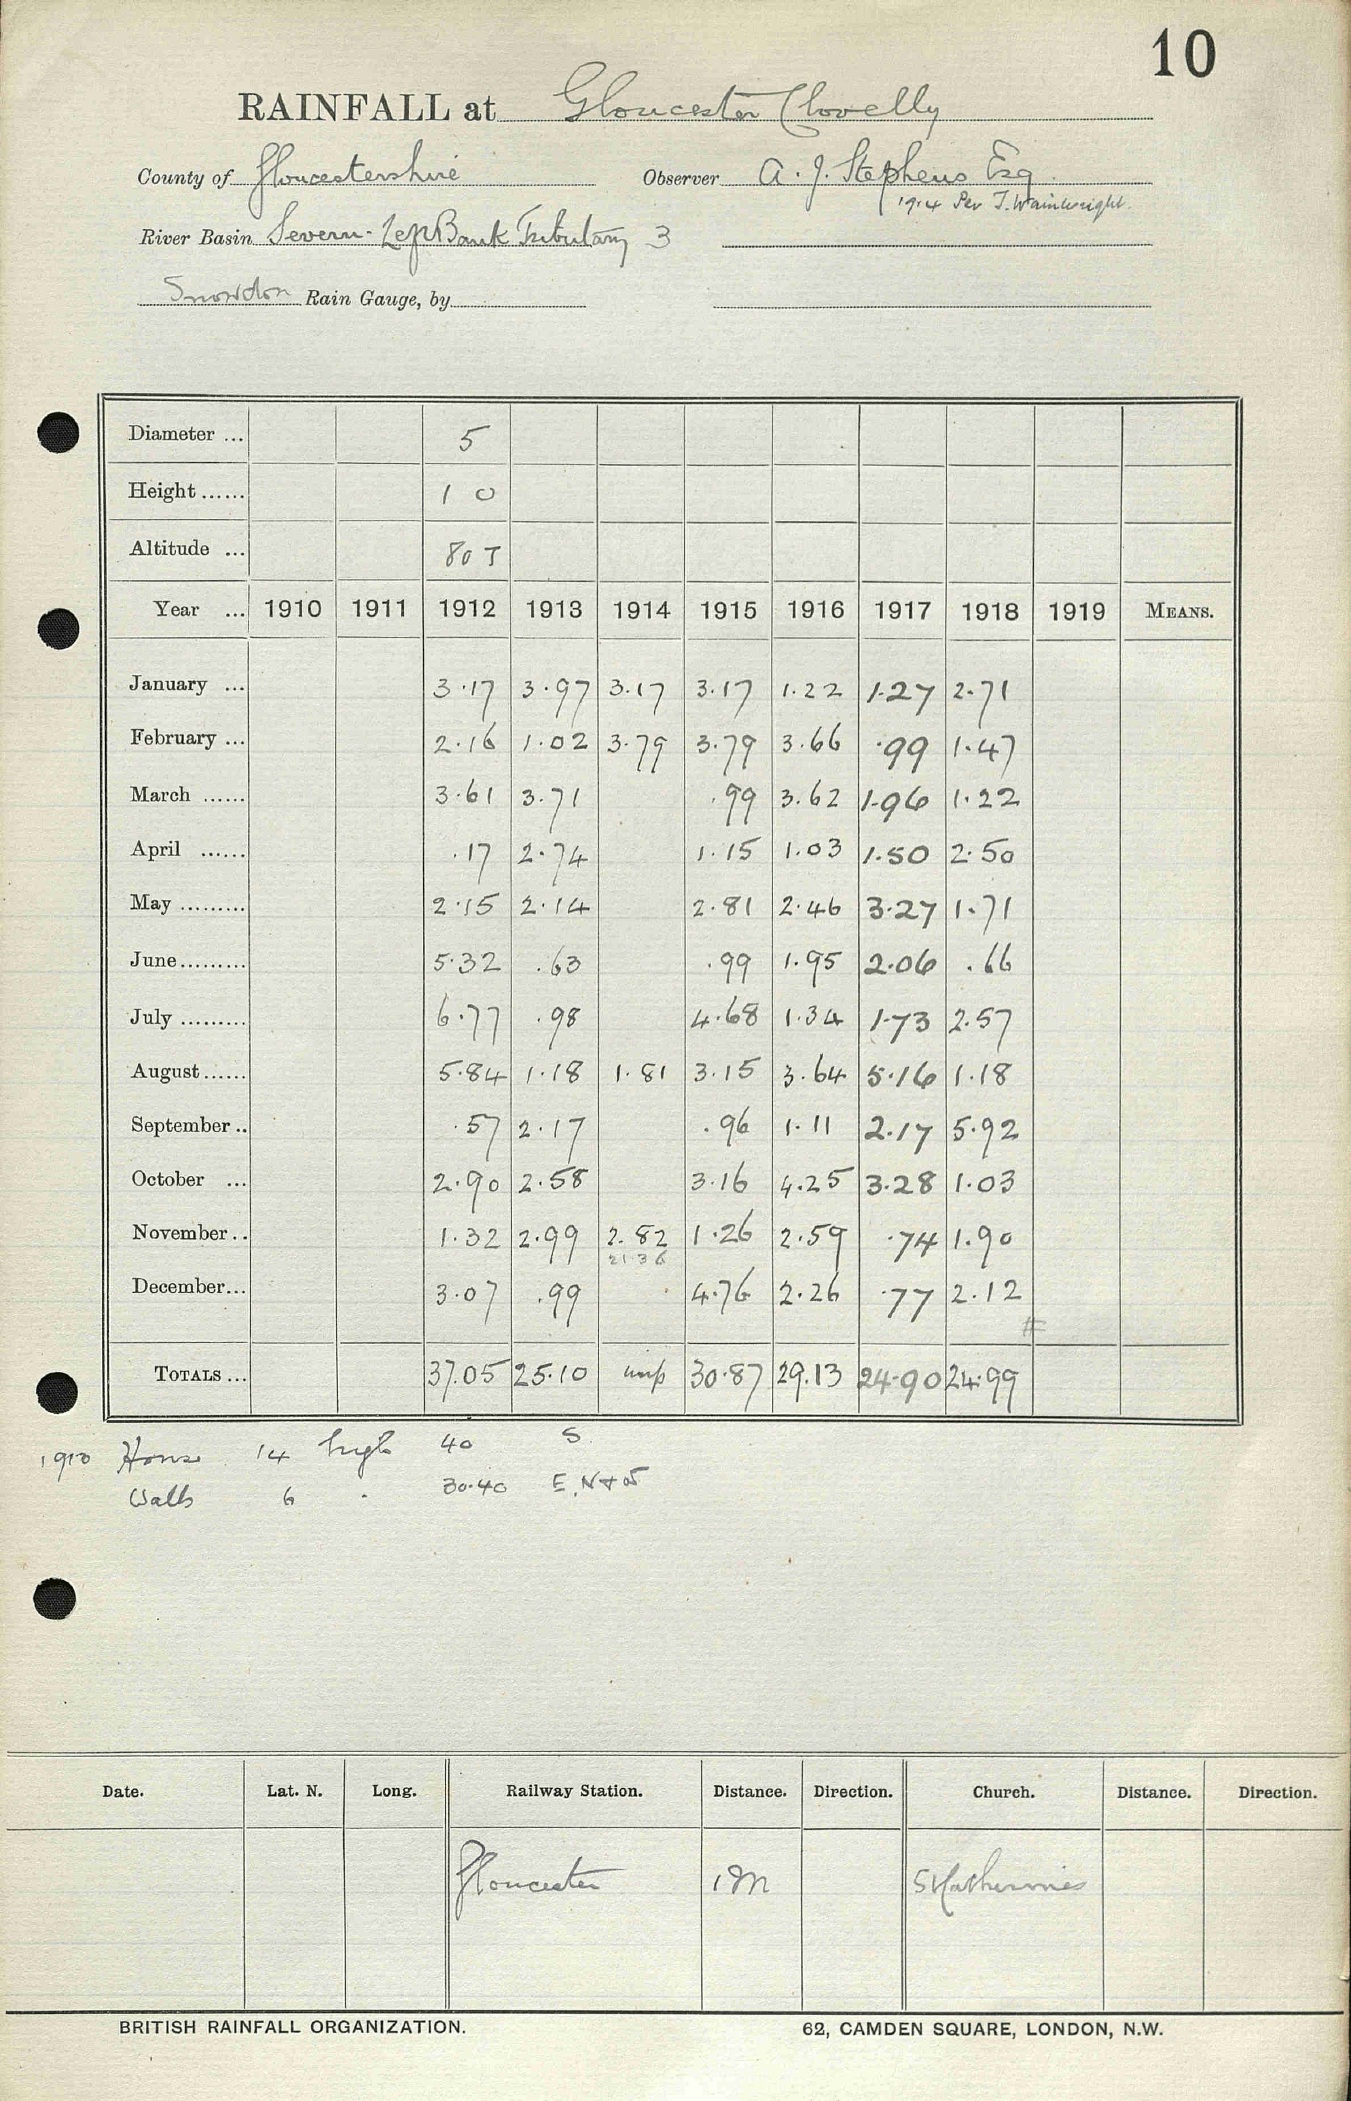 10
RAINFALL at Gloucester Clovelly
County of Gloucestershire Observer A. J. Stephens Esq
1914 Per T. Wainwright.
River Basin Severn - Left Bank Tributary 3
Snowdon Rain Gauge, by
Diameter ... 5
Height ...... 1 0
Altitude ... 80 T
Year ... 1910 1911 1912 1913 1914 1915 1916 1917 1918 1919 MEANS.
January ... 3.17 3.97 3.17 3.17 1.22 1.27 2.71
February ... 2.16 1.02 3.79 3.79 3.66 .99 1.47
March ...... 3.61 3.71 .99 3.62 1.96 1.22
April ...... .17 2.74 1.15 1.03 1.50 2.50
May ......... 2.15 2.14 2.81 2.46 3.27 1.71
June......... 5.32 .63 .99 1.95 2.06 .66
July ......... 6.77 .98 4.68 1.34 1.73 2.57
August...... 5.84 1.18 1.81 3.15 3.64 5.16 1.18
September.. .57 2.17 .96 1.11 2.17 5.92
October ... 2.90 2.58 3.16 4.25 3.28 1.03
November.. 1.32 2.99 2.82 1.26 2.59 .74 1.90
21.36
December... 3.07 .99 4.76 2.26 .77 2.12
#
TOTALS... 37.05 25.10 imp 30.87 29.13 24.90 24.99
House 14 high 40 S
Walls 6 30.40 E, N + W
Date. Lat. N. Long. Railway Station. Distance. Direction. Church. Distance. Direction.
Gloucester 1 M St Catherines
BRITISH RAINFALL ORGANIZATION. 62, CAMDEN SQUARE, LONDON, N.W.